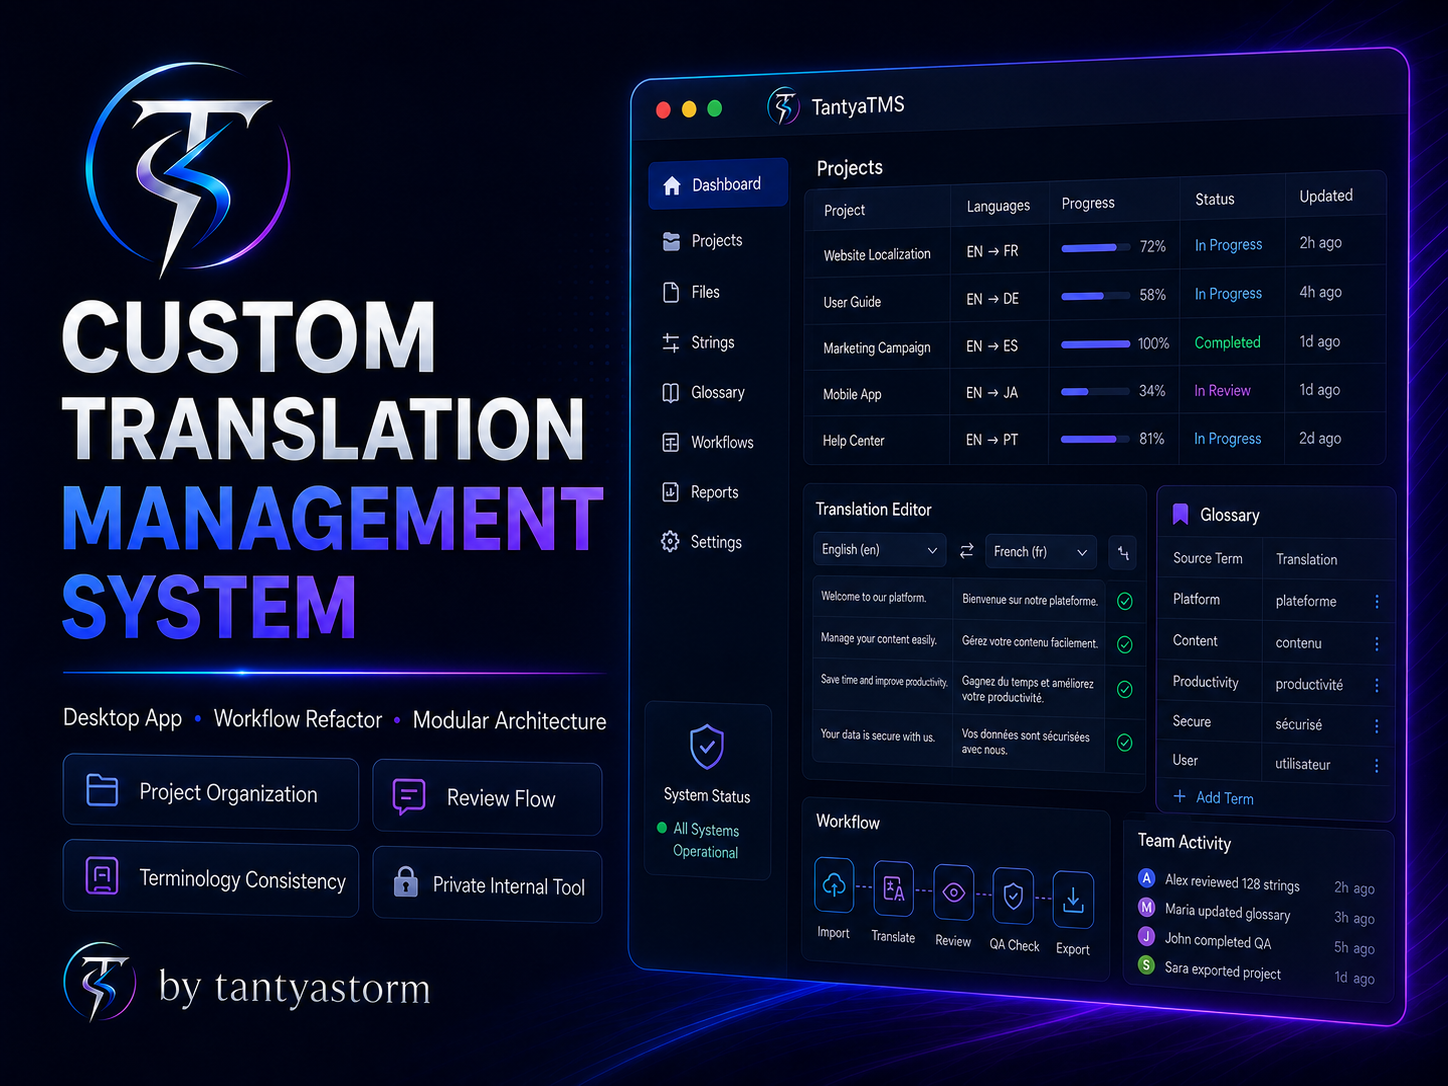 CUSTOM
TRANSLATION
MANAGEMENT
SYSTEM
Desktop App • Workflow Refactor • Modular Architecture
Project Organization
Review Flow
Terminology Consistency
Private Internal Tool
by tantyastorm
TantyaTMS
Dashboard
Projects
Files
Strings
Glossary
Workflows
Reports
Settings
System Status
All Systems
Operational
Projects
Project Languages Progress Status Updated
Website Localization EN → FR 72% In Progress 2h ago
User Guide EN → DE 58% In Progress 4h ago
Marketing Campaign EN → ES 100% Completed 1d ago
Mobile App EN → JA 34% In Review 1d ago
Help Center EN → PT 81% In Progress 2d ago
Translation Editor
English (en) French (fr)
Welcome to our platform. Bienvenue sur notre plateforme.
Manage your content easily. Gérez votre contenu facilement.
Save time and improve productivity. Gagnez du temps et améliorez
votre productivité.
Your data is secure with us. Vos données sont sécurisées
avec nous.
Glossary
Source Term Translation
Platform plateforme
Content contenu
Productivity productivité
Secure sécurisé
User utilisateur
+ Add Term
Workflow
Import Translate Review QA Check Export
Team Activity
A Alex reviewed 128 strings 2h ago
M Maria updated glossary 3h ago
J John completed QA 5h ago
S Sara exported project 1d ago